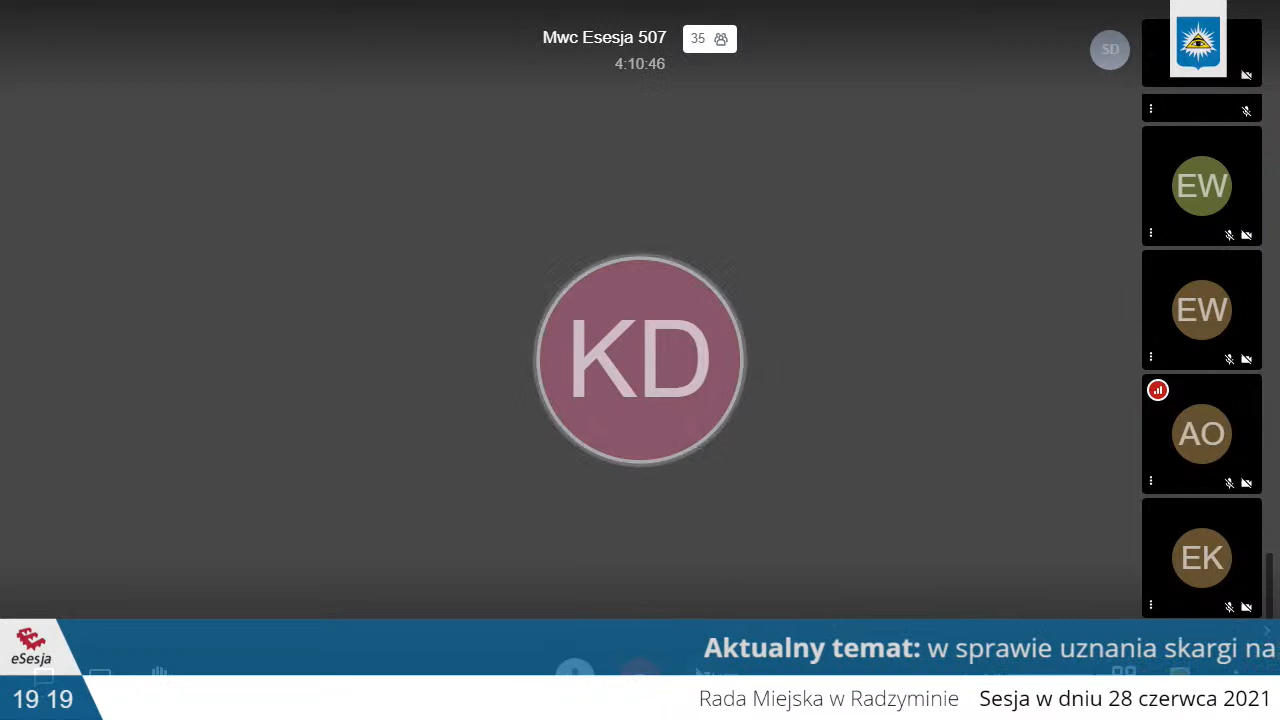 Mwc Esesja 507
35
4:10:46
SD
EW
EW
KD
AO
EK
eSesja
Aktualny temat: w sprawie uznania skargi na
19 19
Rada Miejska w Radzyminie
Sesja w dniu 28 czerwca 2021